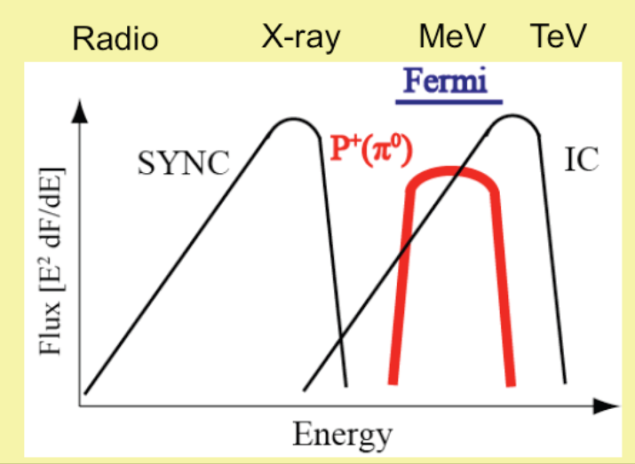 Radio X-ray MeV TeV
Fermi
SYNC P⁺(π⁰) IC
Flux [E² dF/dE]
Energy